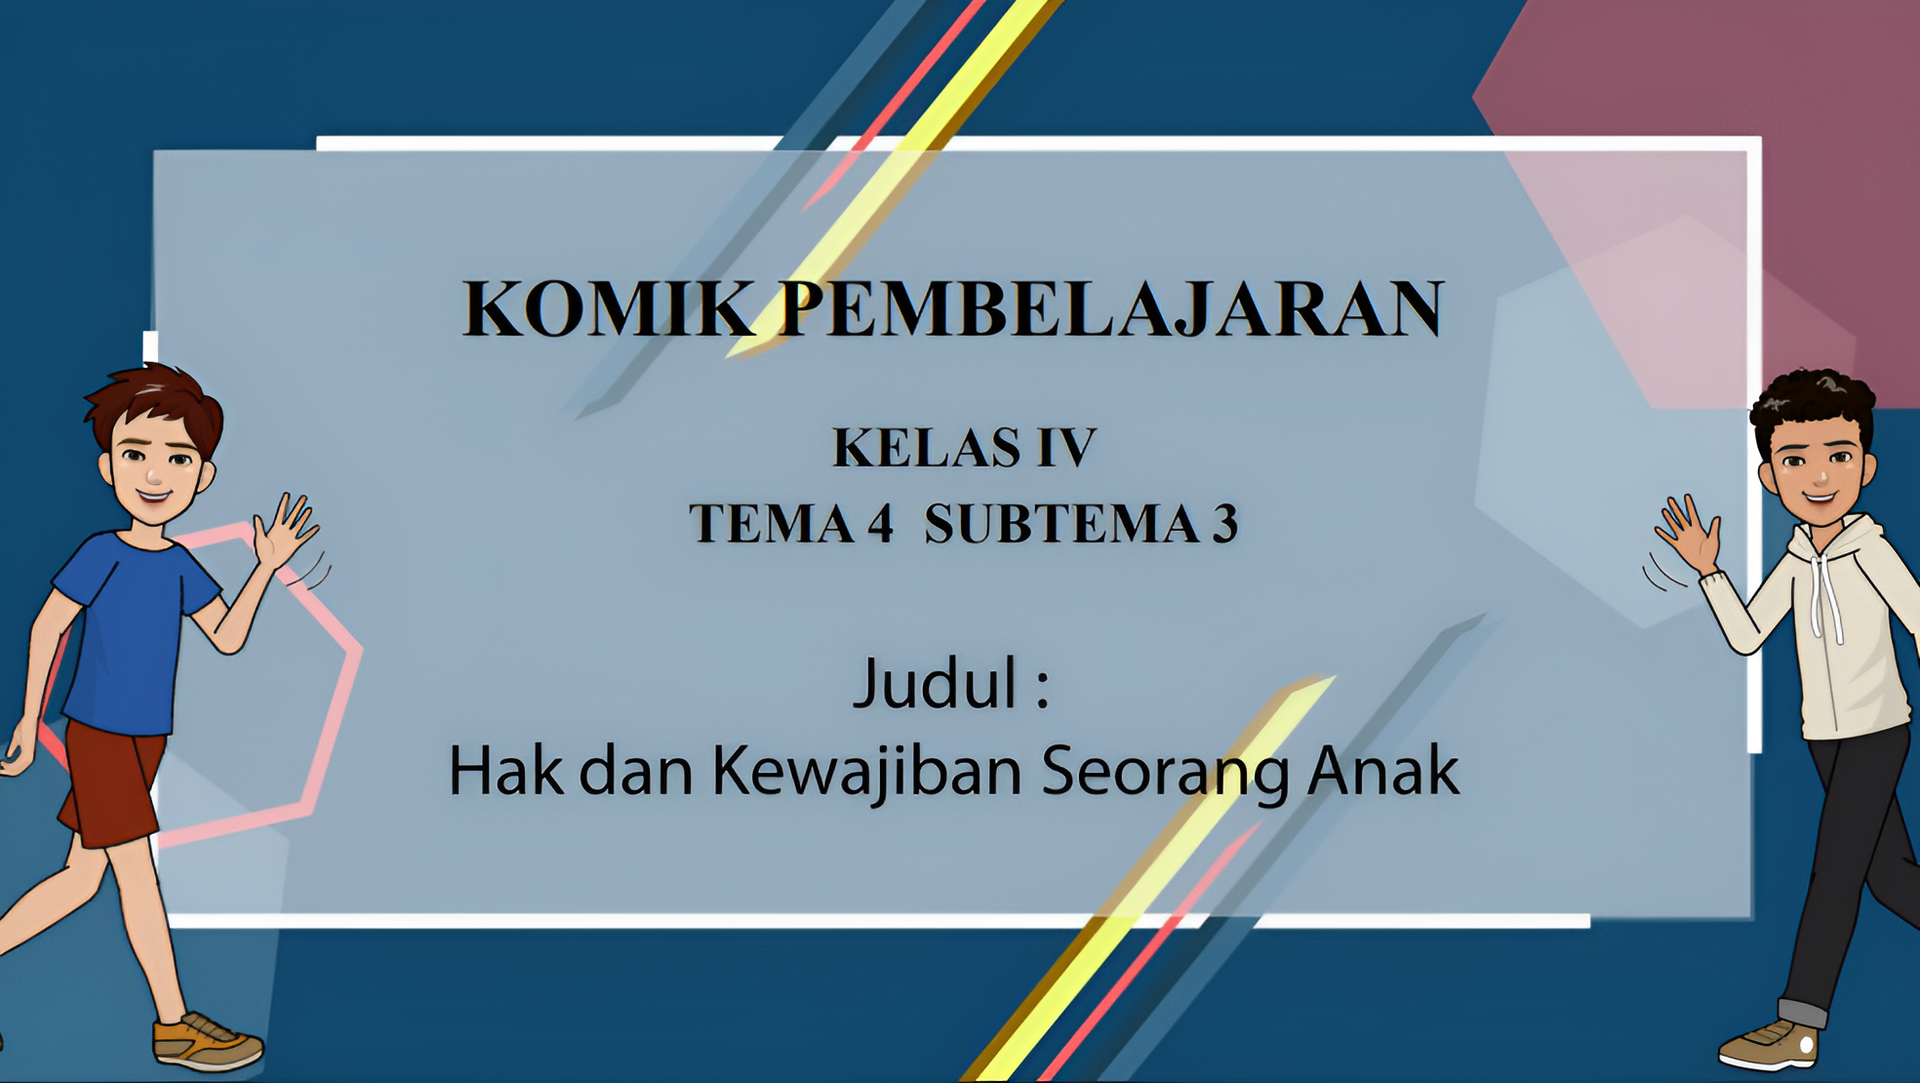 KOMIK PEMBELAJARAN
KELAS IV
TEMA 4 SUBTEMA 3
Judul :
Hak dan Kewajiban Seorang Anak